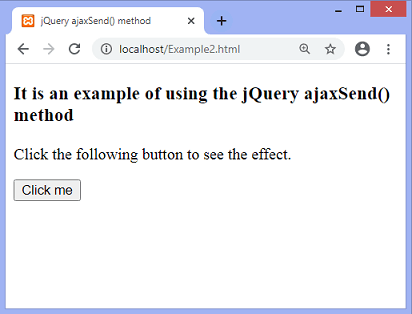 jQuery ajaxSend() method
localhost/Example2.html
It is an example of using the jQuery ajaxSend()
method
Click the following button to see the effect.
Click me